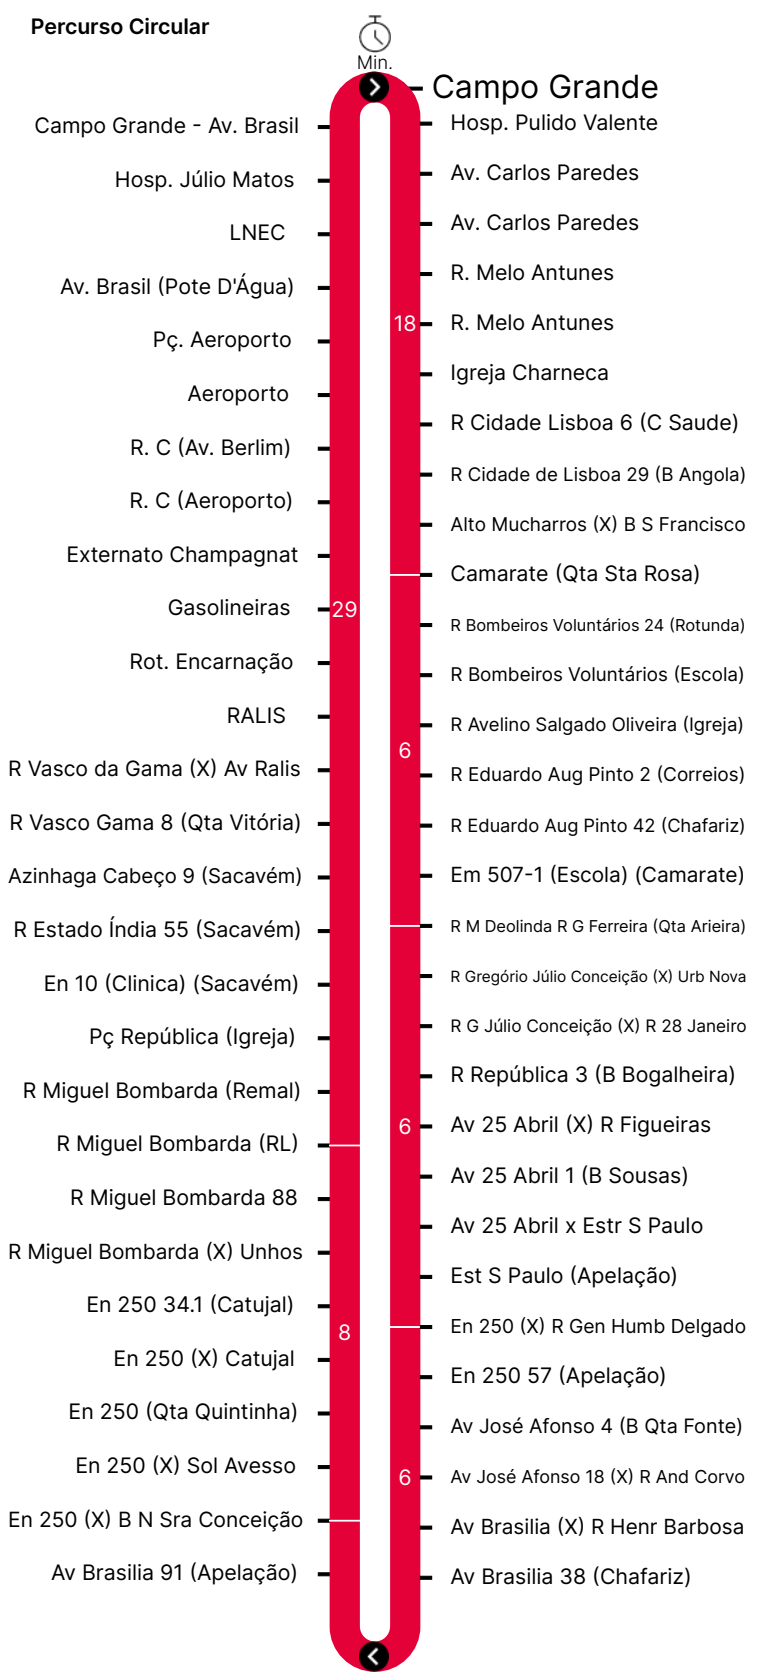 Percurso Circular
Min.
Campo Grande
Hosp. Pulido Valente
Av. Carlos Paredes
Av. Carlos Paredes
R. Melo Antunes
18
R. Melo Antunes
Igreja Charneca
R Cidade Lisboa 6 (C Saude)
R Cidade de Lisboa 29 (B Angola)
Alto Mucharros (X) B S Francisco
Camarate (Qta Sta Rosa)
R Bombeiros Voluntários 24 (Rotunda)
R Bombeiros Voluntários (Escola)
R Avelino Salgado Oliveira (Igreja)
6
R Eduardo Aug Pinto 2 (Correios)
R Eduardo Aug Pinto 42 (Chafariz)
Em 507-1 (Escola) (Camarate)
R M Deolinda R G Ferreira (Qta Arieira)
R Gregório Júlio Conceição (X) Urb Nova
R G Júlio Conceição (X) R 28 Janeiro
R República 3 (B Bogalheira)
6
Av 25 Abril (X) R Figueiras
Av 25 Abril 1 (B Sousas)
Av 25 Abril x Estr S Paulo
Est S Paulo (Apelação)
En 250 (X) R Gen Humb Delgado
En 250 57 (Apelação)
Av José Afonso 4 (B Qta Fonte)
6
Av José Afonso 18 (X) R And Corvo
Av Brasilia (X) R Henr Barbosa
Av Brasilia 38 (Chafariz)
Campo Grande - Av. Brasil
Hosp. Júlio Matos
LNEC
Av. Brasil (Pote D'Água)
Pç. Aeroporto
Aeroporto
R. C (Av. Berlim)
R. C (Aeroporto)
Externato Champagnat
Gasolineiras
29
Rot. Encarnação
RALIS
R Vasco da Gama (X) Av Ralis
R Vasco Gama 8 (Qta Vitória)
Azinhaga Cabeço 9 (Sacavém)
R Estado Índia 55 (Sacavém)
En 10 (Clinica) (Sacavém)
Pç República (Igreja)
R Miguel Bombarda (Remal)
R Miguel Bombarda (RL)
R Miguel Bombarda 88
R Miguel Bombarda (X) Unhos
En 250 34.1 (Catujal)
8
En 250 (X) Catujal
En 250 (Qta Quintinha)
En 250 (X) Sol Avesso
En 250 (X) B N Sra Conceição
Av Brasilia 91 (Apelação)